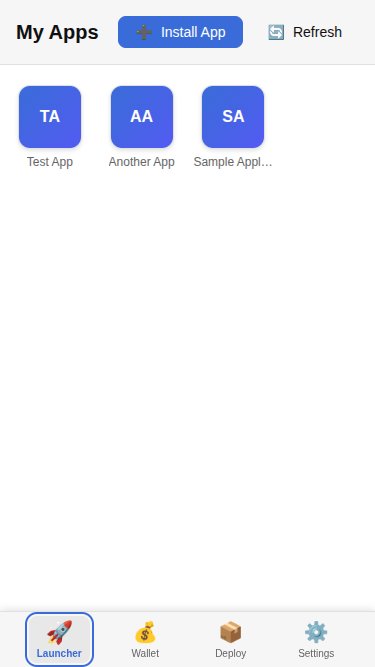 My Apps
Install App
Refresh
TA
AA
SA
Test App
Another App
Sample Appl...
Launcher
Wallet
Deploy
Settings